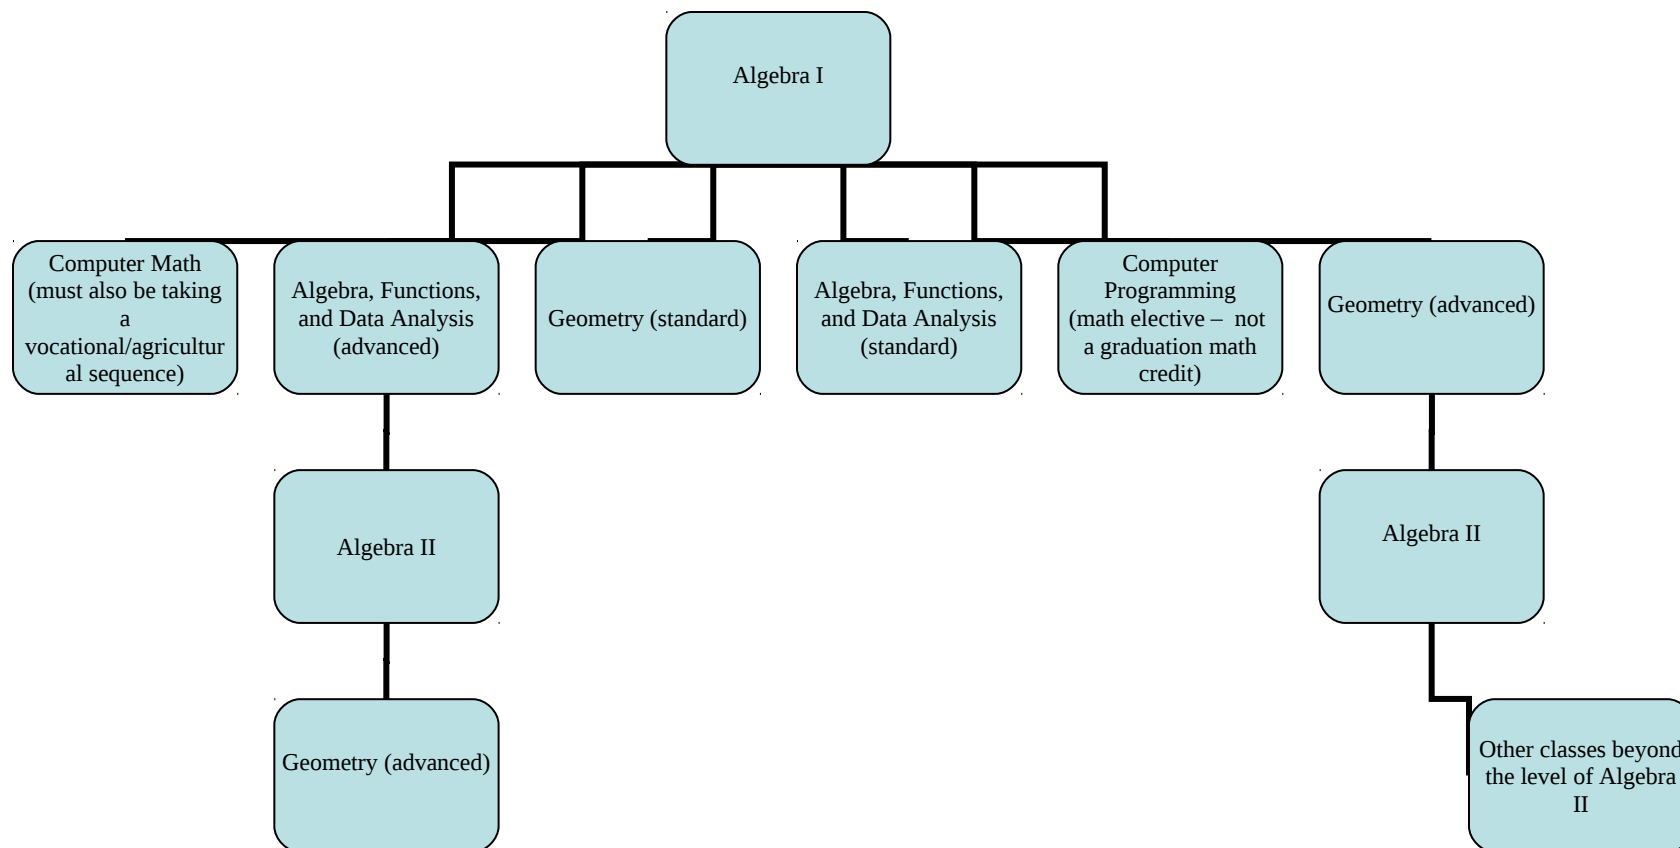 Algebra I
Computer Math
(must also be taking
a
vocational/agricultur
al sequence)
Algebra, Functions,
and Data Analysis
(advanced)
Geometry (standard)
Algebra, Functions,
and Data Analysis
(standard)
Computer
Programming
(math elective – not
a graduation math
credit)
Geometry (advanced)
Algebra II
Algebra II
Geometry (advanced)
Other classes beyond
the level of Algebra
II